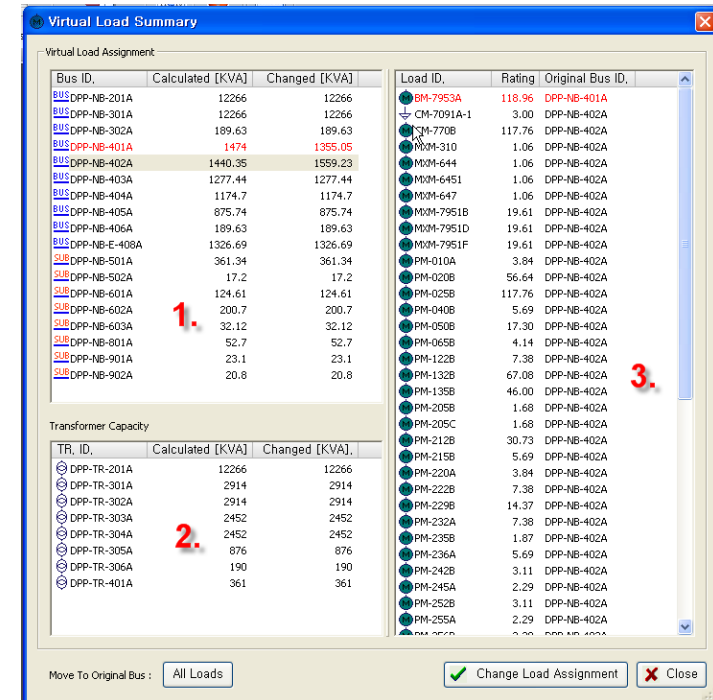 Virtual Load Summary
Virtual Load Assignment
Bus ID, Calculated [KVA] Changed [KVA]
BUS DPP-NB-201A 12266 12266
BUS DPP-NB-301A 12266 12266
BUS DPP-NB-302A 189.63 189.63
BUS DPP-NB-401A 1474 1355.05
BUS DPP-NB-402A 1440.35 1559.23
BUS DPP-NB-403A 1277.44 1277.44
BUS DPP-NB-404A 1174.7 1174.7
BUS DPP-NB-405A 875.74 875.74
BUS DPP-NB-406A 189.63 189.63
BUS DPP-NB-E-408A 1326.69 1326.69
SUB DPP-NB-501A 361.34 361.34
SUB DPP-NB-502A 17.2 17.2
SUB DPP-NB-601A 124.61 124.61
SUB DPP-NB-602A 200.7 200.7
SUB DPP-NB-603A 32.12 32.12
SUB DPP-NB-801A 52.7 52.7
SUB DPP-NB-901A 23.1 23.1
SUB DPP-NB-902A 20.8 20.8
1.
Transformer Capacity
TR, ID, Calculated [KVA] Changed [KVA],
DPP-TR-201A 12266 12266
DPP-TR-301A 2914 2914
DPP-TR-302A 2914 2914
DPP-TR-303A 2452 2452
DPP-TR-304A 2452 2452
DPP-TR-305A 876 876
DPP-TR-306A 190 190
DPP-TR-401A 361 361
2.
Load ID, Rating Original Bus ID,
M BM-7953A 118.96 DPP-NB-401A
CM-7091A-1 3.00 DPP-NB-402A
M CM-770B 117.76 DPP-NB-402A
M MXM-310 1.06 DPP-NB-402A
M MXM-644 1.06 DPP-NB-402A
M MXM-6451 1.06 DPP-NB-402A
M MXM-647 1.06 DPP-NB-402A
M MXM-7951B 19.61 DPP-NB-402A
M MXM-7951D 19.61 DPP-NB-402A
M MXM-7951F 19.61 DPP-NB-402A
M PM-010A 3.84 DPP-NB-402A
M PM-020B 56.64 DPP-NB-402A
M PM-025B 117.76 DPP-NB-402A
M PM-040B 5.69 DPP-NB-402A
M PM-050B 17.30 DPP-NB-402A
M PM-065B 4.14 DPP-NB-402A
M PM-122B 7.38 DPP-NB-402A
M PM-132B 67.08 DPP-NB-402A
M PM-135B 46.00 DPP-NB-402A
M PM-205B 1.68 DPP-NB-402A
M PM-205C 1.68 DPP-NB-402A
M PM-212B 30.73 DPP-NB-402A
M PM-215B 5.69 DPP-NB-402A
M PM-220A 3.84 DPP-NB-402A
M PM-222B 7.38 DPP-NB-402A
M PM-229B 14.37 DPP-NB-402A
M PM-232A 7.38 DPP-NB-402A
M PM-235B 1.87 DPP-NB-402A
M PM-236A 5.69 DPP-NB-402A
M PM-242B 3.11 DPP-NB-402A
M PM-245A 2.29 DPP-NB-402A
M PM-252B 3.11 DPP-NB-402A
M PM-255A 2.29 DPP-NB-402A
3.
Move To Original Bus : All Loads
Change Load Assignment
Close